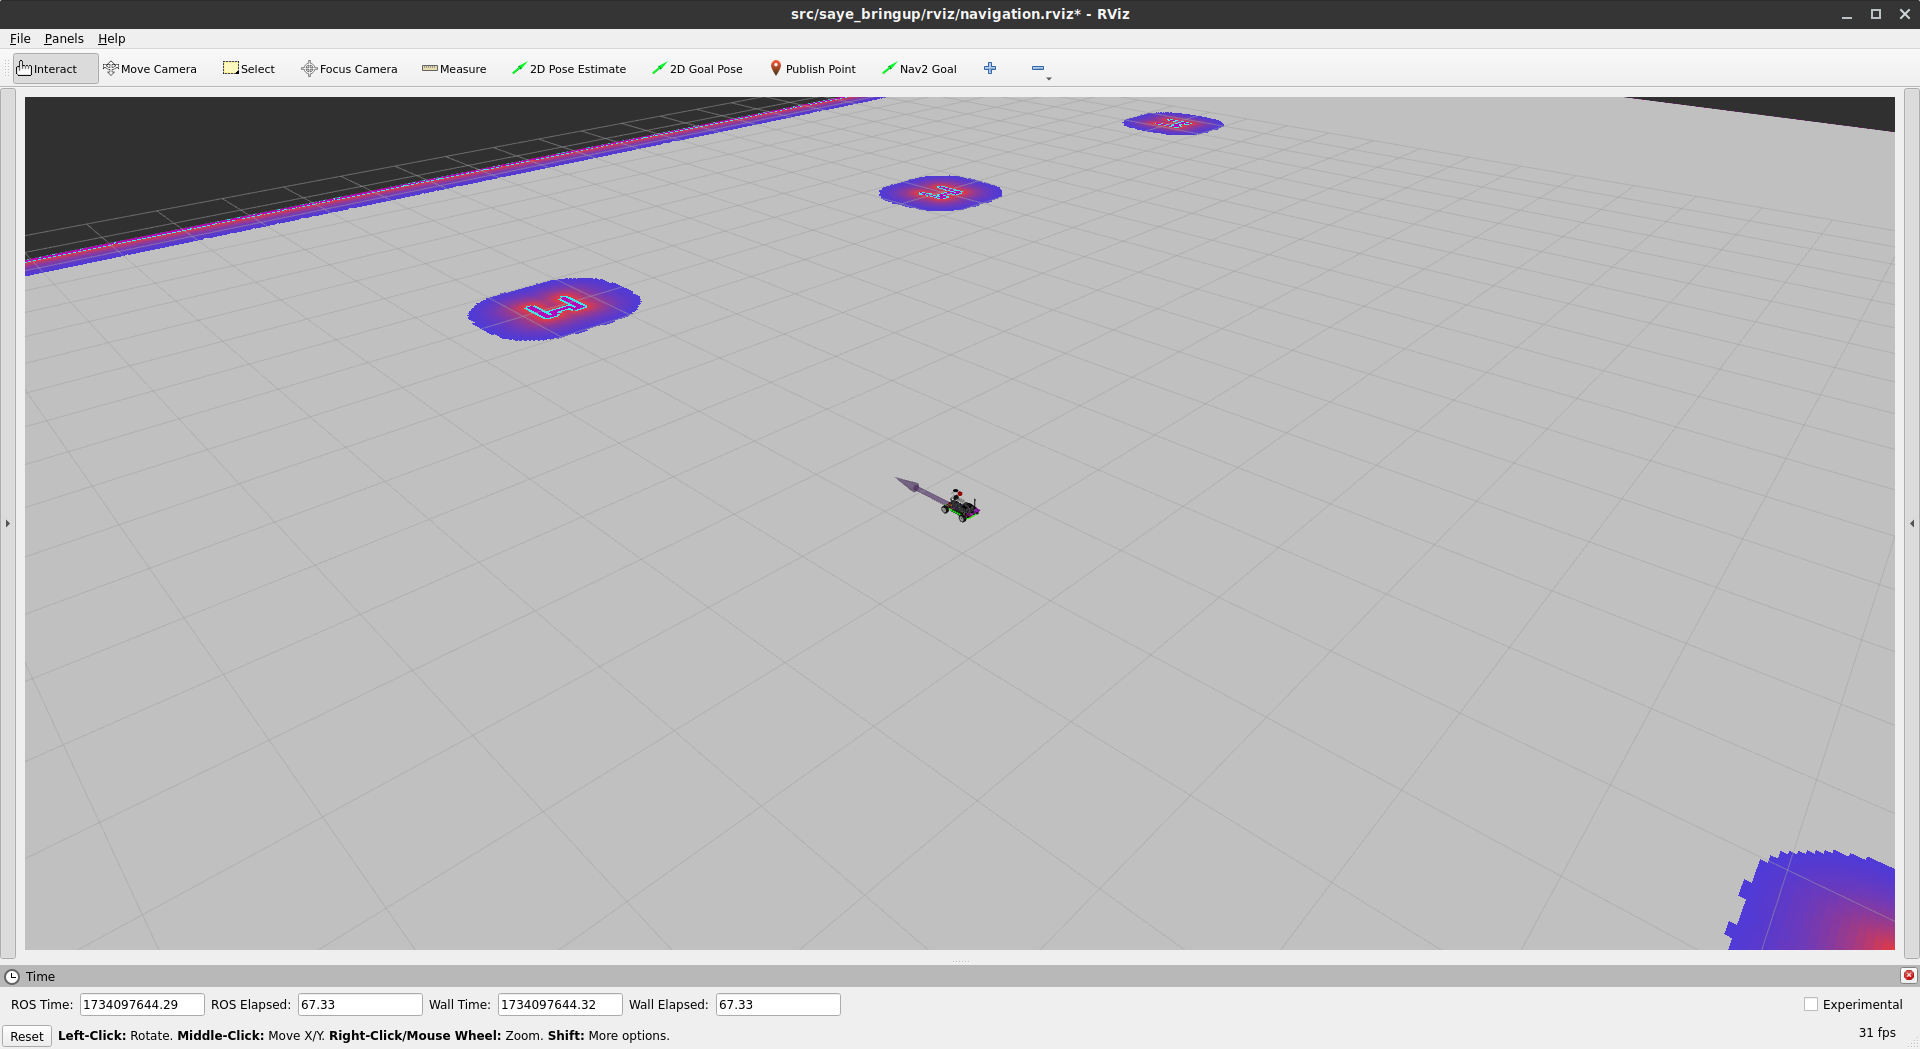 src/saye_bringup/rviz/navigation.rviz* - RViz
File Panels Help
Interact Move Camera Select Focus Camera Measure 2D Pose Estimate 2D Goal Pose Publish Point Nav2 Goal
Time
ROS Time: 1734097644.29 ROS Elapsed: 67.33 Wall Time: 1734097644.32 Wall Elapsed: 67.33 Experimental
Reset Left-Click: Rotate. Middle-Click: Move X/Y. Right-Click/Mouse Wheel: Zoom. Shift: More options. 31 fps